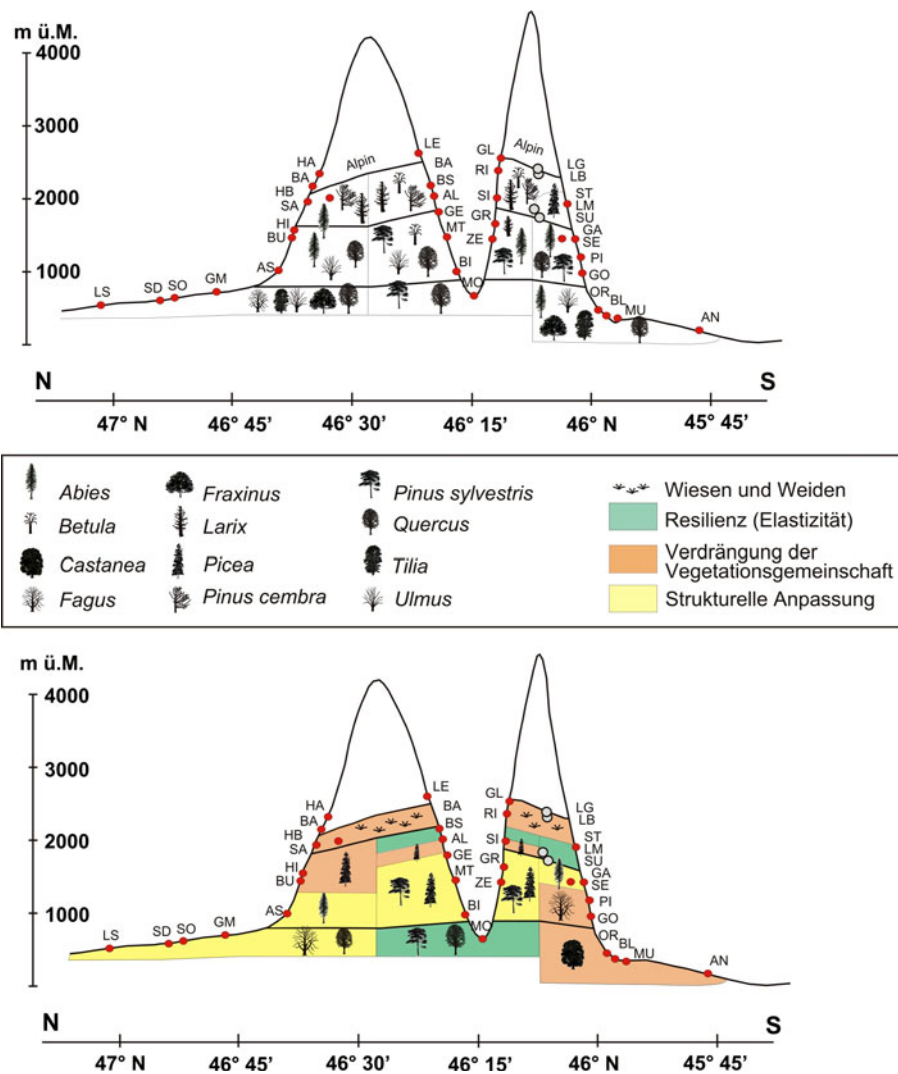 m ü.M.
4000
3000
2000
1000
HA
BA
HB
SA
HI
BU
AS
GM
SO
SD
LS
Alpin
LE
BA
BS
AL
GE
MT
BI
MO
GL
RI
SI
GR
ZE
Alpin
LG
LB
ST
LM
SU
GA
SE
PI
GO
OR
BL
MU
AN
N
S
47° N
46° 45'
46° 30'
46° 15'
46° N
45° 45'
Abies
Fraxinus
Pinus sylvestris
Wiesen und Weiden
Betula
Larix
Quercus
Resilienz (Elastizität)
Castanea
Picea
Tilia
Verdrängung der
Vegetationsgemeinschaft
Fagus
Pinus cembra
Ulmus
Strukturelle Anpassung
m ü.M.
4000
3000
2000
1000
HA
BA
HB
SA
HI
BU
AS
GM
SO
SD
LS
LE
BA
BS
AL
GE
MT
BI
MO
GL
RI
SI
GR
ZE
LG
LB
ST
LM
SU
GA
SE
PI
GO
OR
BL
MU
AN
N
S
47° N
46° 45'
46° 30'
46° 15'
46° N
45° 45'